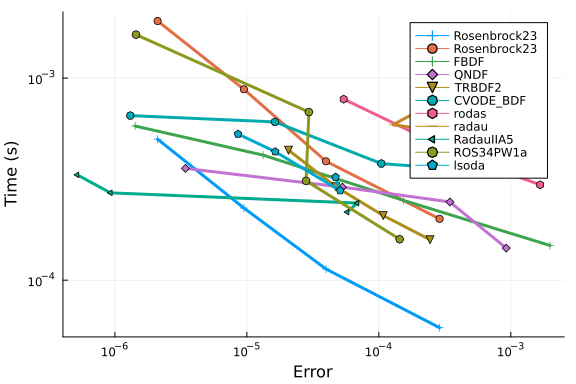 Rosenbrock23
Rosenbrock23
FBDF
QNDF
TRBDF2
CVODE_BDF
rodas
radau
RadauIIA5
ROS34PW1a
lsoda
Time (s)
10⁻³
10⁻⁴
10⁻⁶ 10⁻⁵ 10⁻⁴ 10⁻³
Error